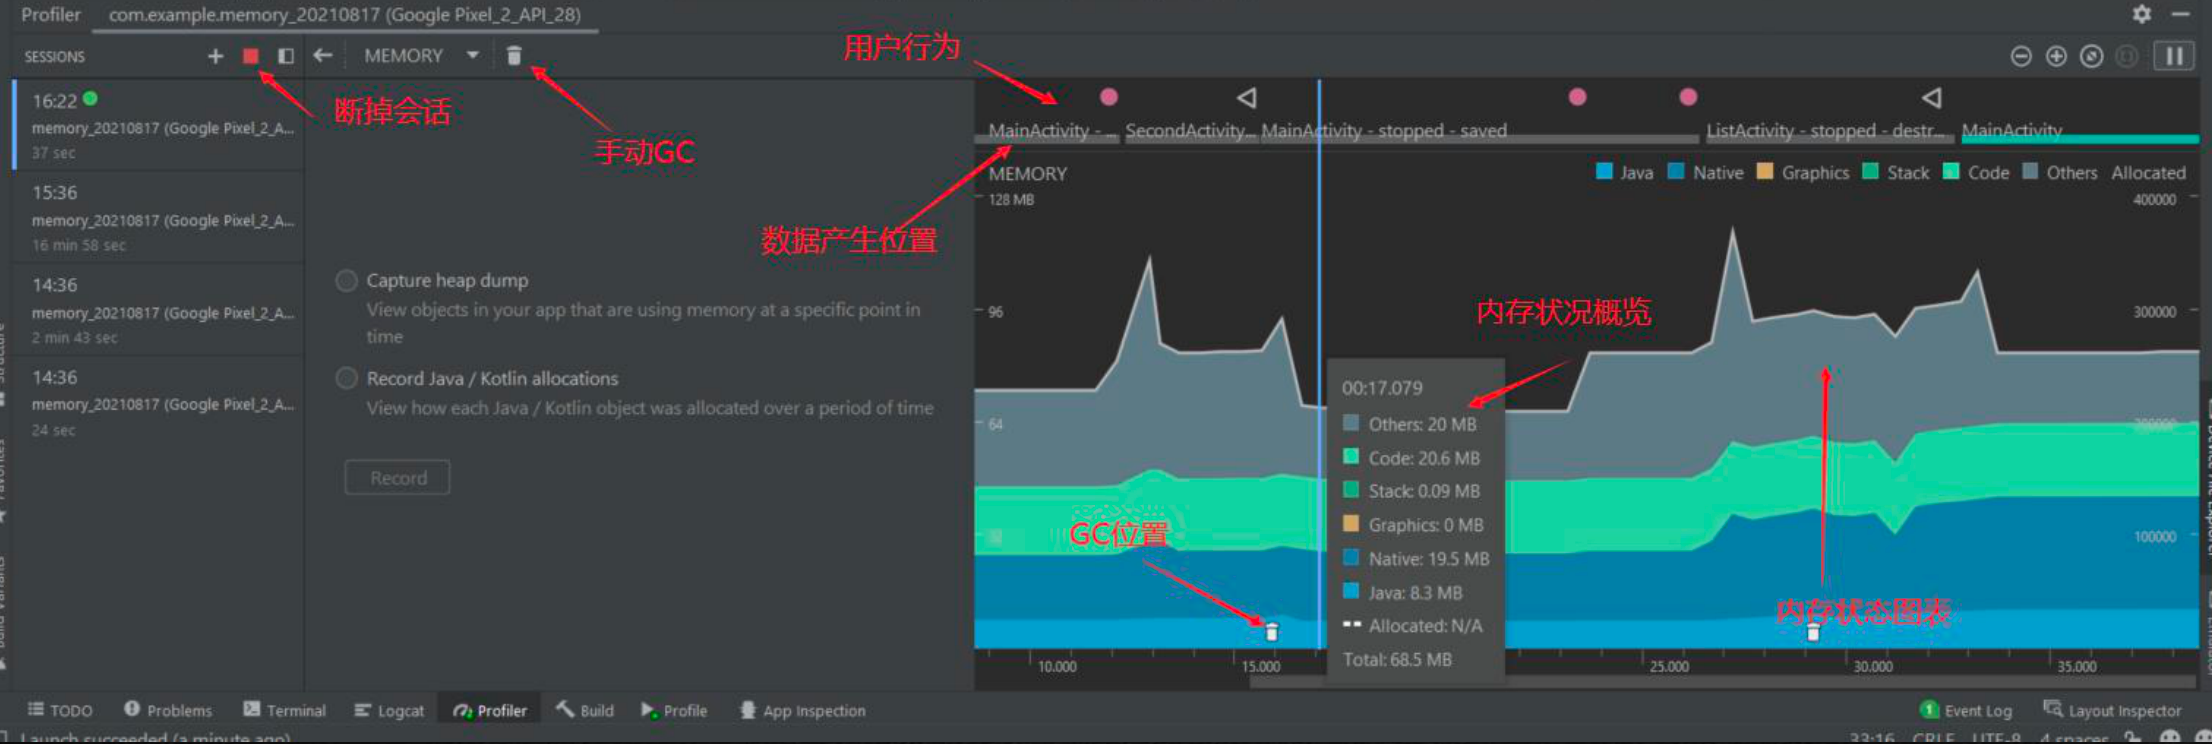 Profiler com.example.memory_20210817 (Google Pixel_2_API_28)
SESSIONS
MEMORY
用户行为
断掉会话
手动GC
数据产生位置
16:22
memory_20210817 (Google Pixel_2_A...
37 sec
15:36
memory_20210817 (Google Pixel_2_A...
16 min 58 sec
14:36
memory_20210817 (Google Pixel_2_A...
2 min 43 sec
14:36
memory_20210817 (Google Pixel_2_A...
24 sec
Capture heap dump
View objects in your app that are using memory at a specific point in
time
Record Java / Kotlin allocations
View how each Java / Kotlin object was allocated over a period of time
Record
MainActivity - ... SecondActivity... MainActivity - stopped - saved ListActivity - stopped - destr... MainActivity
MEMORY
Java Native Graphics Stack Code Others Allocated
128 MB
400000
96
300000
64
200000
100000
内存状况概览
00:17.079
Others: 20 MB
Code: 20.6 MB
Stack: 0.09 MB
Graphics: 0 MB
Native: 19.5 MB
Java: 8.3 MB
Allocated: N/A
Total: 68.5 MB
GC位置
内存状态图表
10.000 15.000 25.000 30.000 35.000
TODO Problems Terminal Logcat Profiler Build Profile App Inspection
1 Event Log Layout Inspector
Launch succeeded (a minute ago)
33:16 CRLF UTF-8 4 spaces